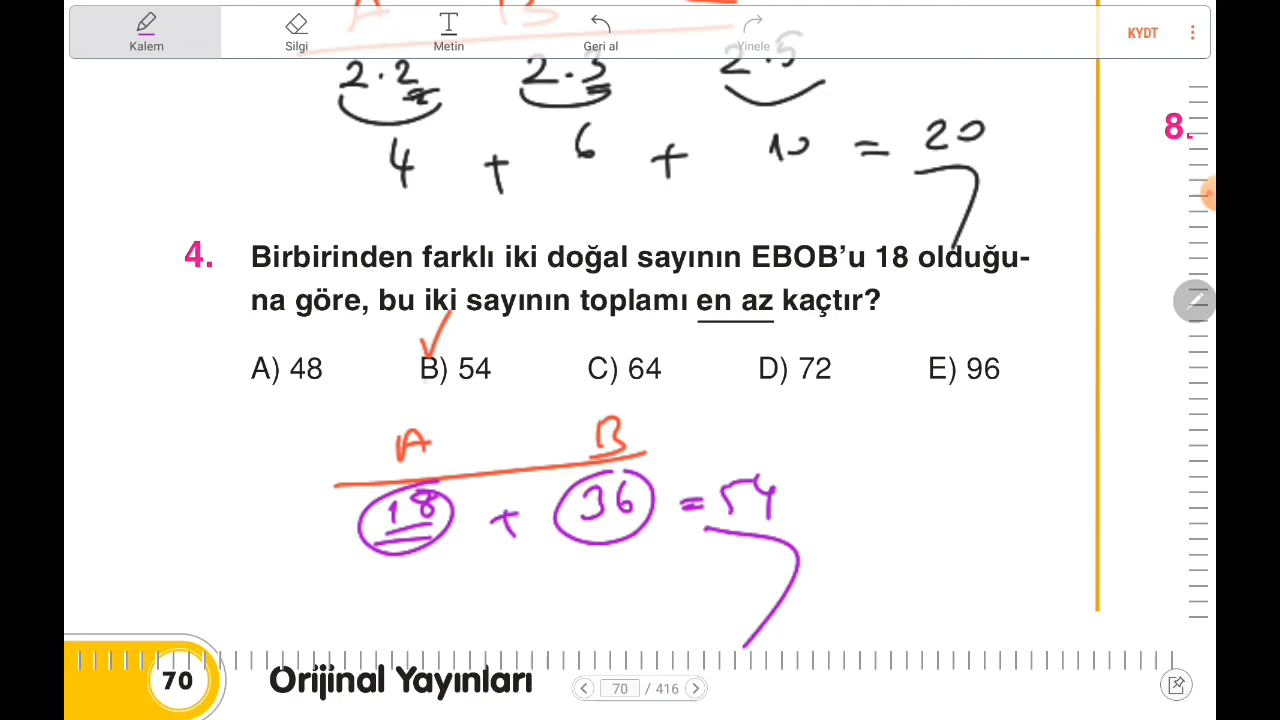 Kalem
Silgi
Metin
Geri al
Yinele
KYDT
A B
2.2 2.3 2.5
4 + 6 + 10 = 20
8.
4. Birbirinden farklı iki doğal sayının EBOB'u 18 olduğu-
na göre, bu iki sayının toplamı en az kaçtır?
A) 48 B) 54 C) 64 D) 72 E) 96
A B
18 + 36 = 54
70 Orijinal Yayınları
70 / 416